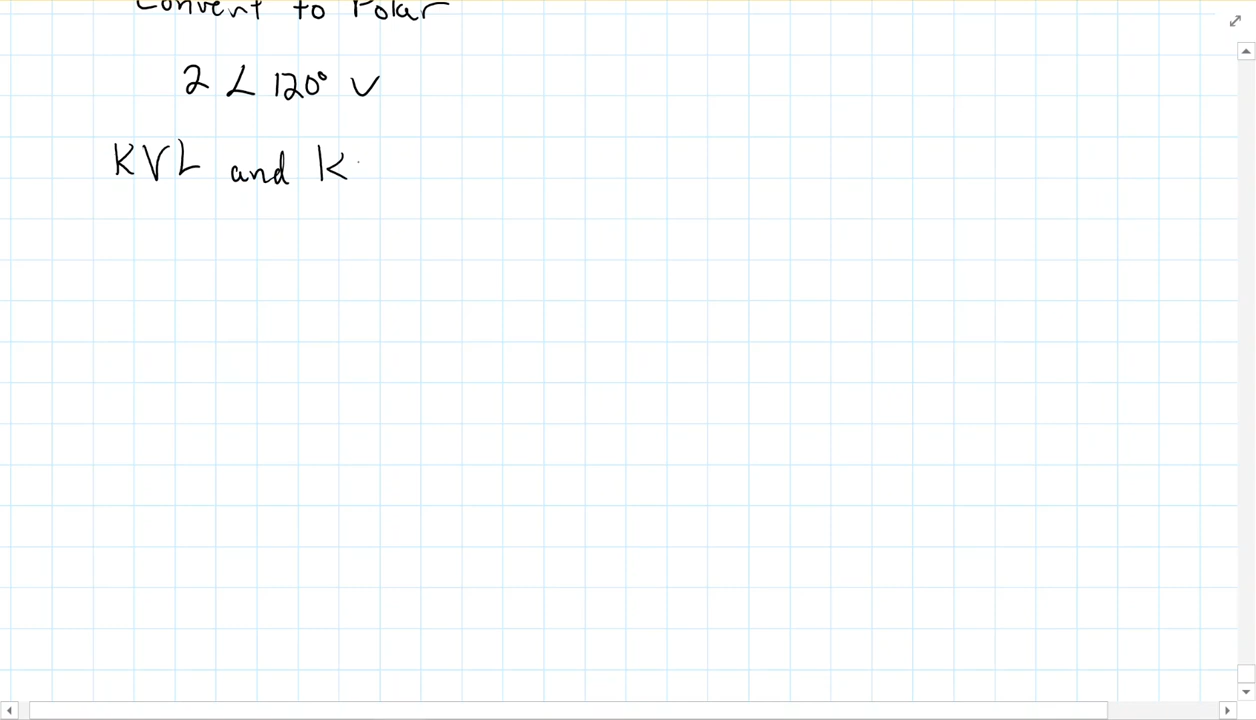 Convert to Polar
2 ∠ 120° V
KVL and K